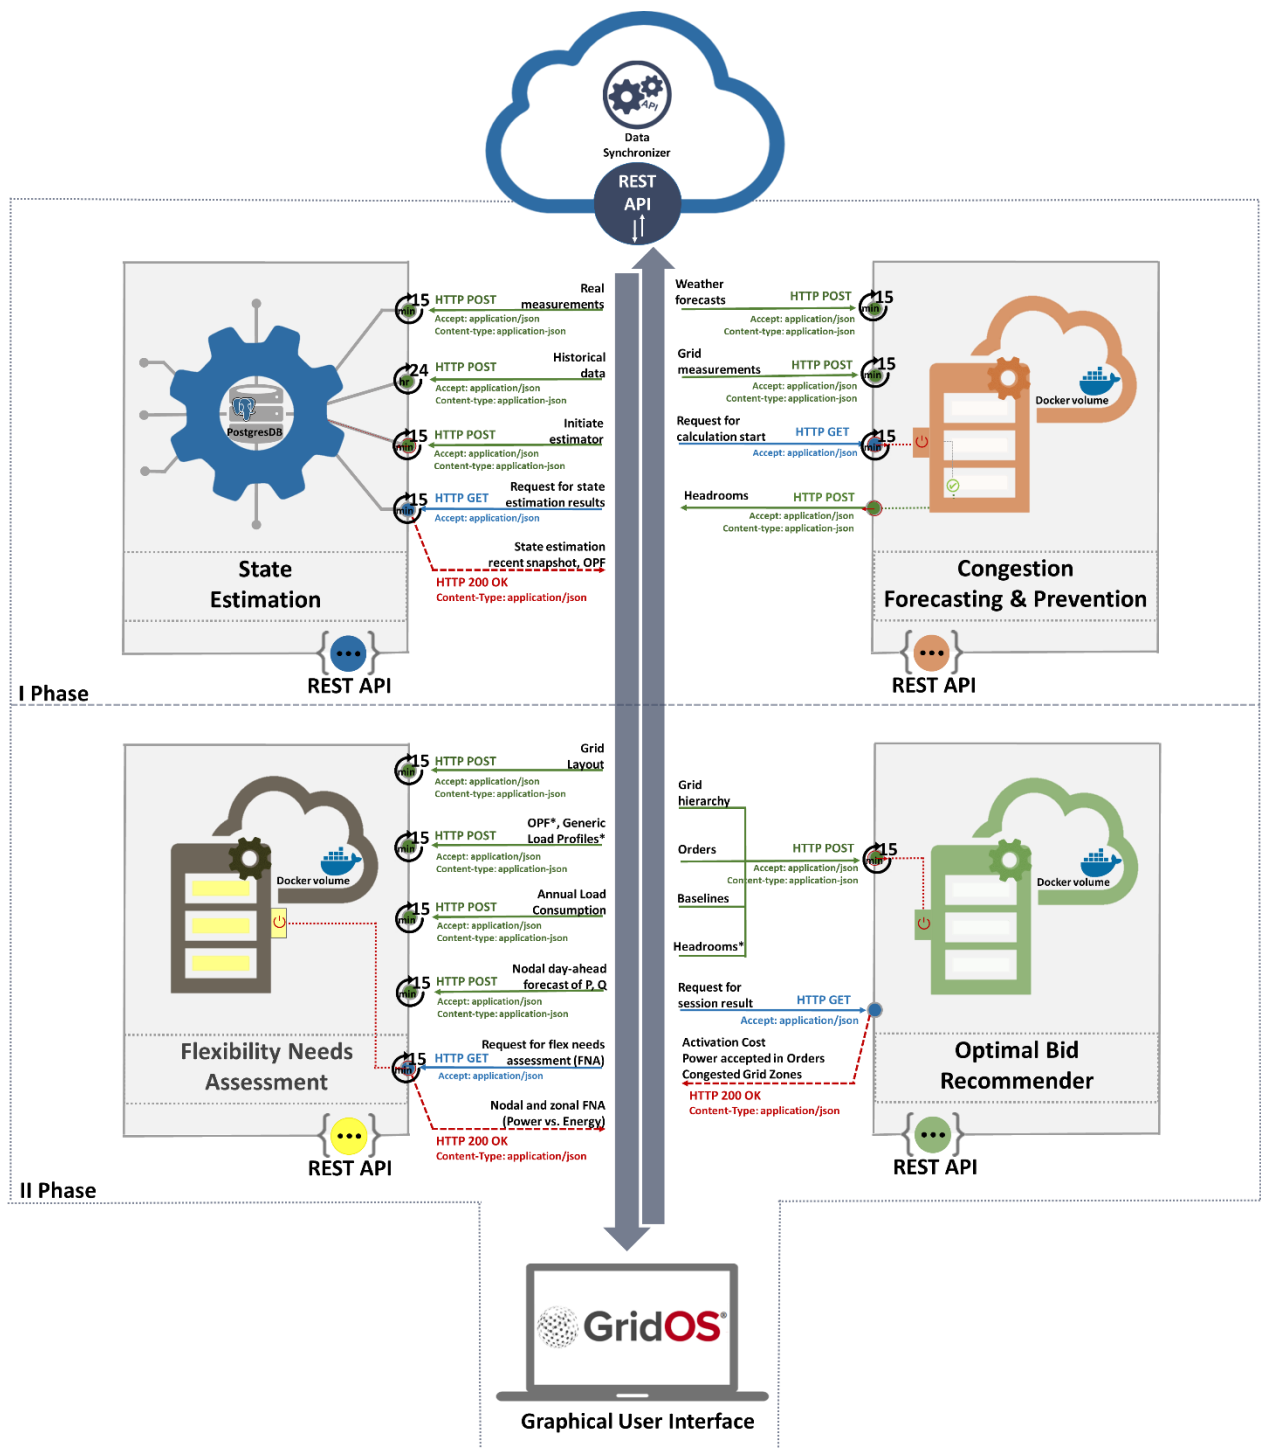 API
Data
Synchronizer
REST
API
15
min
HTTP POST
Real
measurements
Accept: application/json
Content-type: application-json
24
hr
HTTP POST
Historical
data
Accept: application/json
Content-type: application-json
15
min
HTTP POST
Initiate
estimator
Accept: application/json
Content-type: application-json
15
min
HTTP GET
Request for state
estimation results
Accept: application/json
State estimation
recent snapshot, OPF
HTTP 200 OK
Content-Type: application/json
PostgresDB
State
Estimation
REST API
I Phase
Weather
forecasts
HTTP POST
15
min
Accept: application/json
Content-type: application-json
Grid
measurements
HTTP POST
15
min
Accept: application/json
Content-type: application-json
Request for
calculation start
HTTP GET
15
min
Accept: application/json
Headrooms
HTTP POST
Accept: application/json
Content-type: application-json
Docker volume
Congestion
Forecasting & Prevention
REST API
15
min
HTTP POST
Grid
Layout
Accept: application/json
Content-type: application-json
15
min
HTTP POST
OPF*, Generic
Load Profiles*
Accept: application/json
Content-type: application-json
15
min
HTTP POST
Annual Load
Consumption
Accept: application/json
Content-type: application-json
15
min
HTTP POST
Nodal day-ahead
forecast of P, Q
Accept: application/json
Content-type: application-json
15
min
HTTP GET
Request for flex needs
assessment (FNA)
Accept: application/json
Nodal and zonal FNA
(Power vs. Energy)
HTTP 200 OK
Content-Type: application/json
Docker volume
Flexibility Needs
Assessment
REST API
II Phase
Grid
hierarchy
Orders
HTTP POST
15
min
Accept: application/json
Content-type: application-json
Baselines
Headrooms*
Request for
session result
HTTP GET
Accept: application/json
Activation Cost
Power accepted in Orders
Congested Grid Zones
HTTP 200 OK
Content-Type: application/json
Docker volume
Optimal Bid
Recommender
REST API
GridOS®
Graphical User Interface